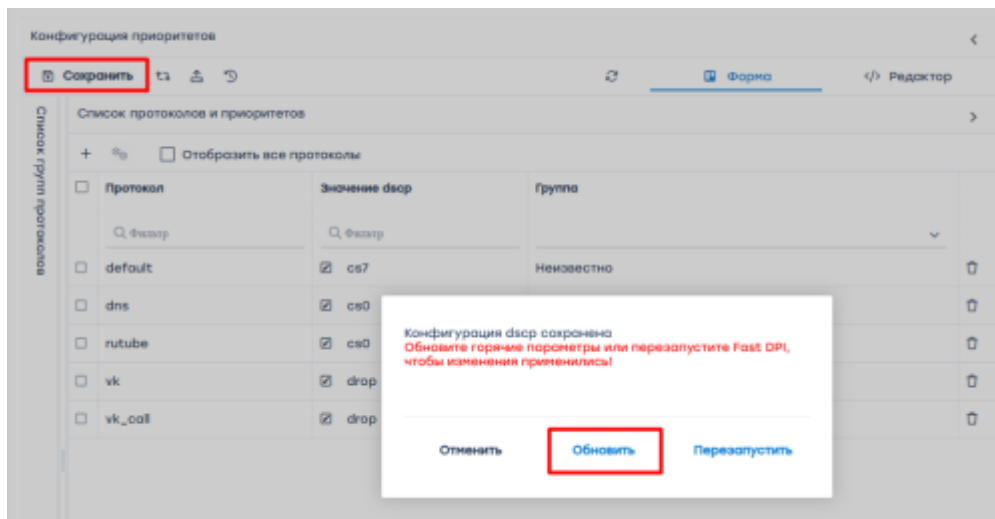 Конфигурация приоритетов
Сохранить
Форма
</> Редактор
Список групп протоколов
Список протоколов и приоритетов
Отобразить все протоколы
Протокол Значение dscp Группа
Фильтр Фильтр
default cs7 Неизвестно
dns cs0
rutube cs0
vk drop
vk_call drop
Конфигурация dscp сохранена
Обновите горячие параметры или перезапустите Fast DPI,
чтобы изменения применились!
Отменить Обновить Перезапустить